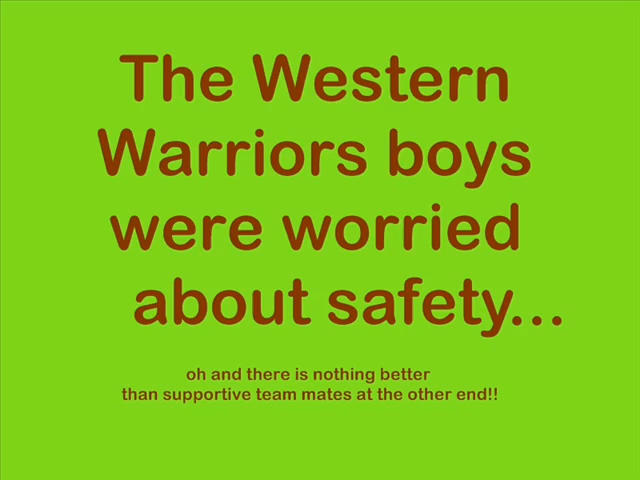 The Western
Warriors boys
were worried
about safety...
oh and there is nothing better
than supportive team mates at the other end!!